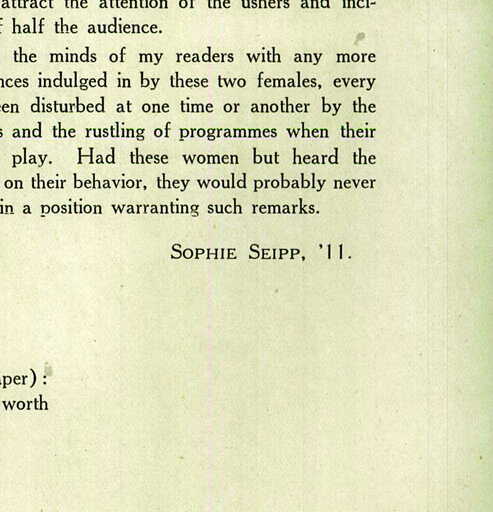 attract the attention of the ushers and inci-
f half the audience.
the minds of my readers with any more
nces indulged in by these two females, every
een disturbed at one time or another by the
s and the rustling of programmes when their
play. Had these women but heard the
on their behavior, they would probably never
in a position warranting such remarks.
SOPHIE SEIPP, '11.
aper):
worth